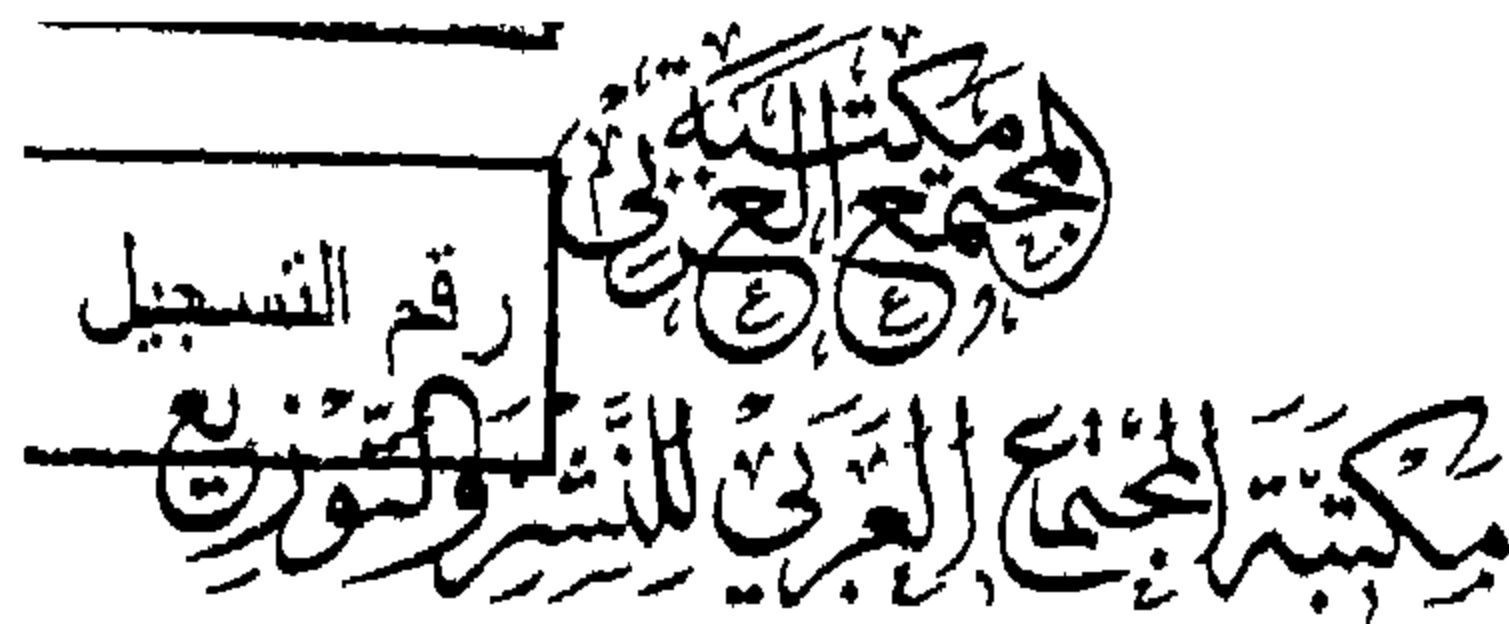 مكتبة
المجتمع العربي
رقم التسجيل
مكتبة المجتمع العربي للنشر والتوزيع